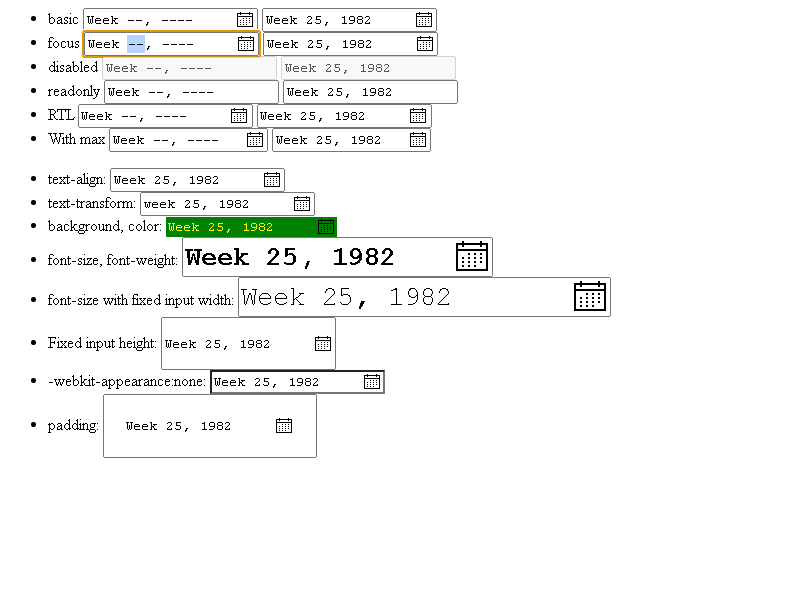 basic Week --, ---- Week 25, 1982
focus Week --, ---- Week 25, 1982
disabled Week --, ---- Week 25, 1982
readonly Week --, ---- Week 25, 1982
RTL Week --, ---- Week 25, 1982
With max Week --, ---- Week 25, 1982
text-align: Week 25, 1982
text-transform: week 25, 1982
background, color: Week 25, 1982
font-size, font-weight: Week 25, 1982
font-size with fixed input width: Week 25, 1982
Fixed input height: Week 25, 1982
-webkit-appearance:none: Week 25, 1982
padding: Week 25, 1982